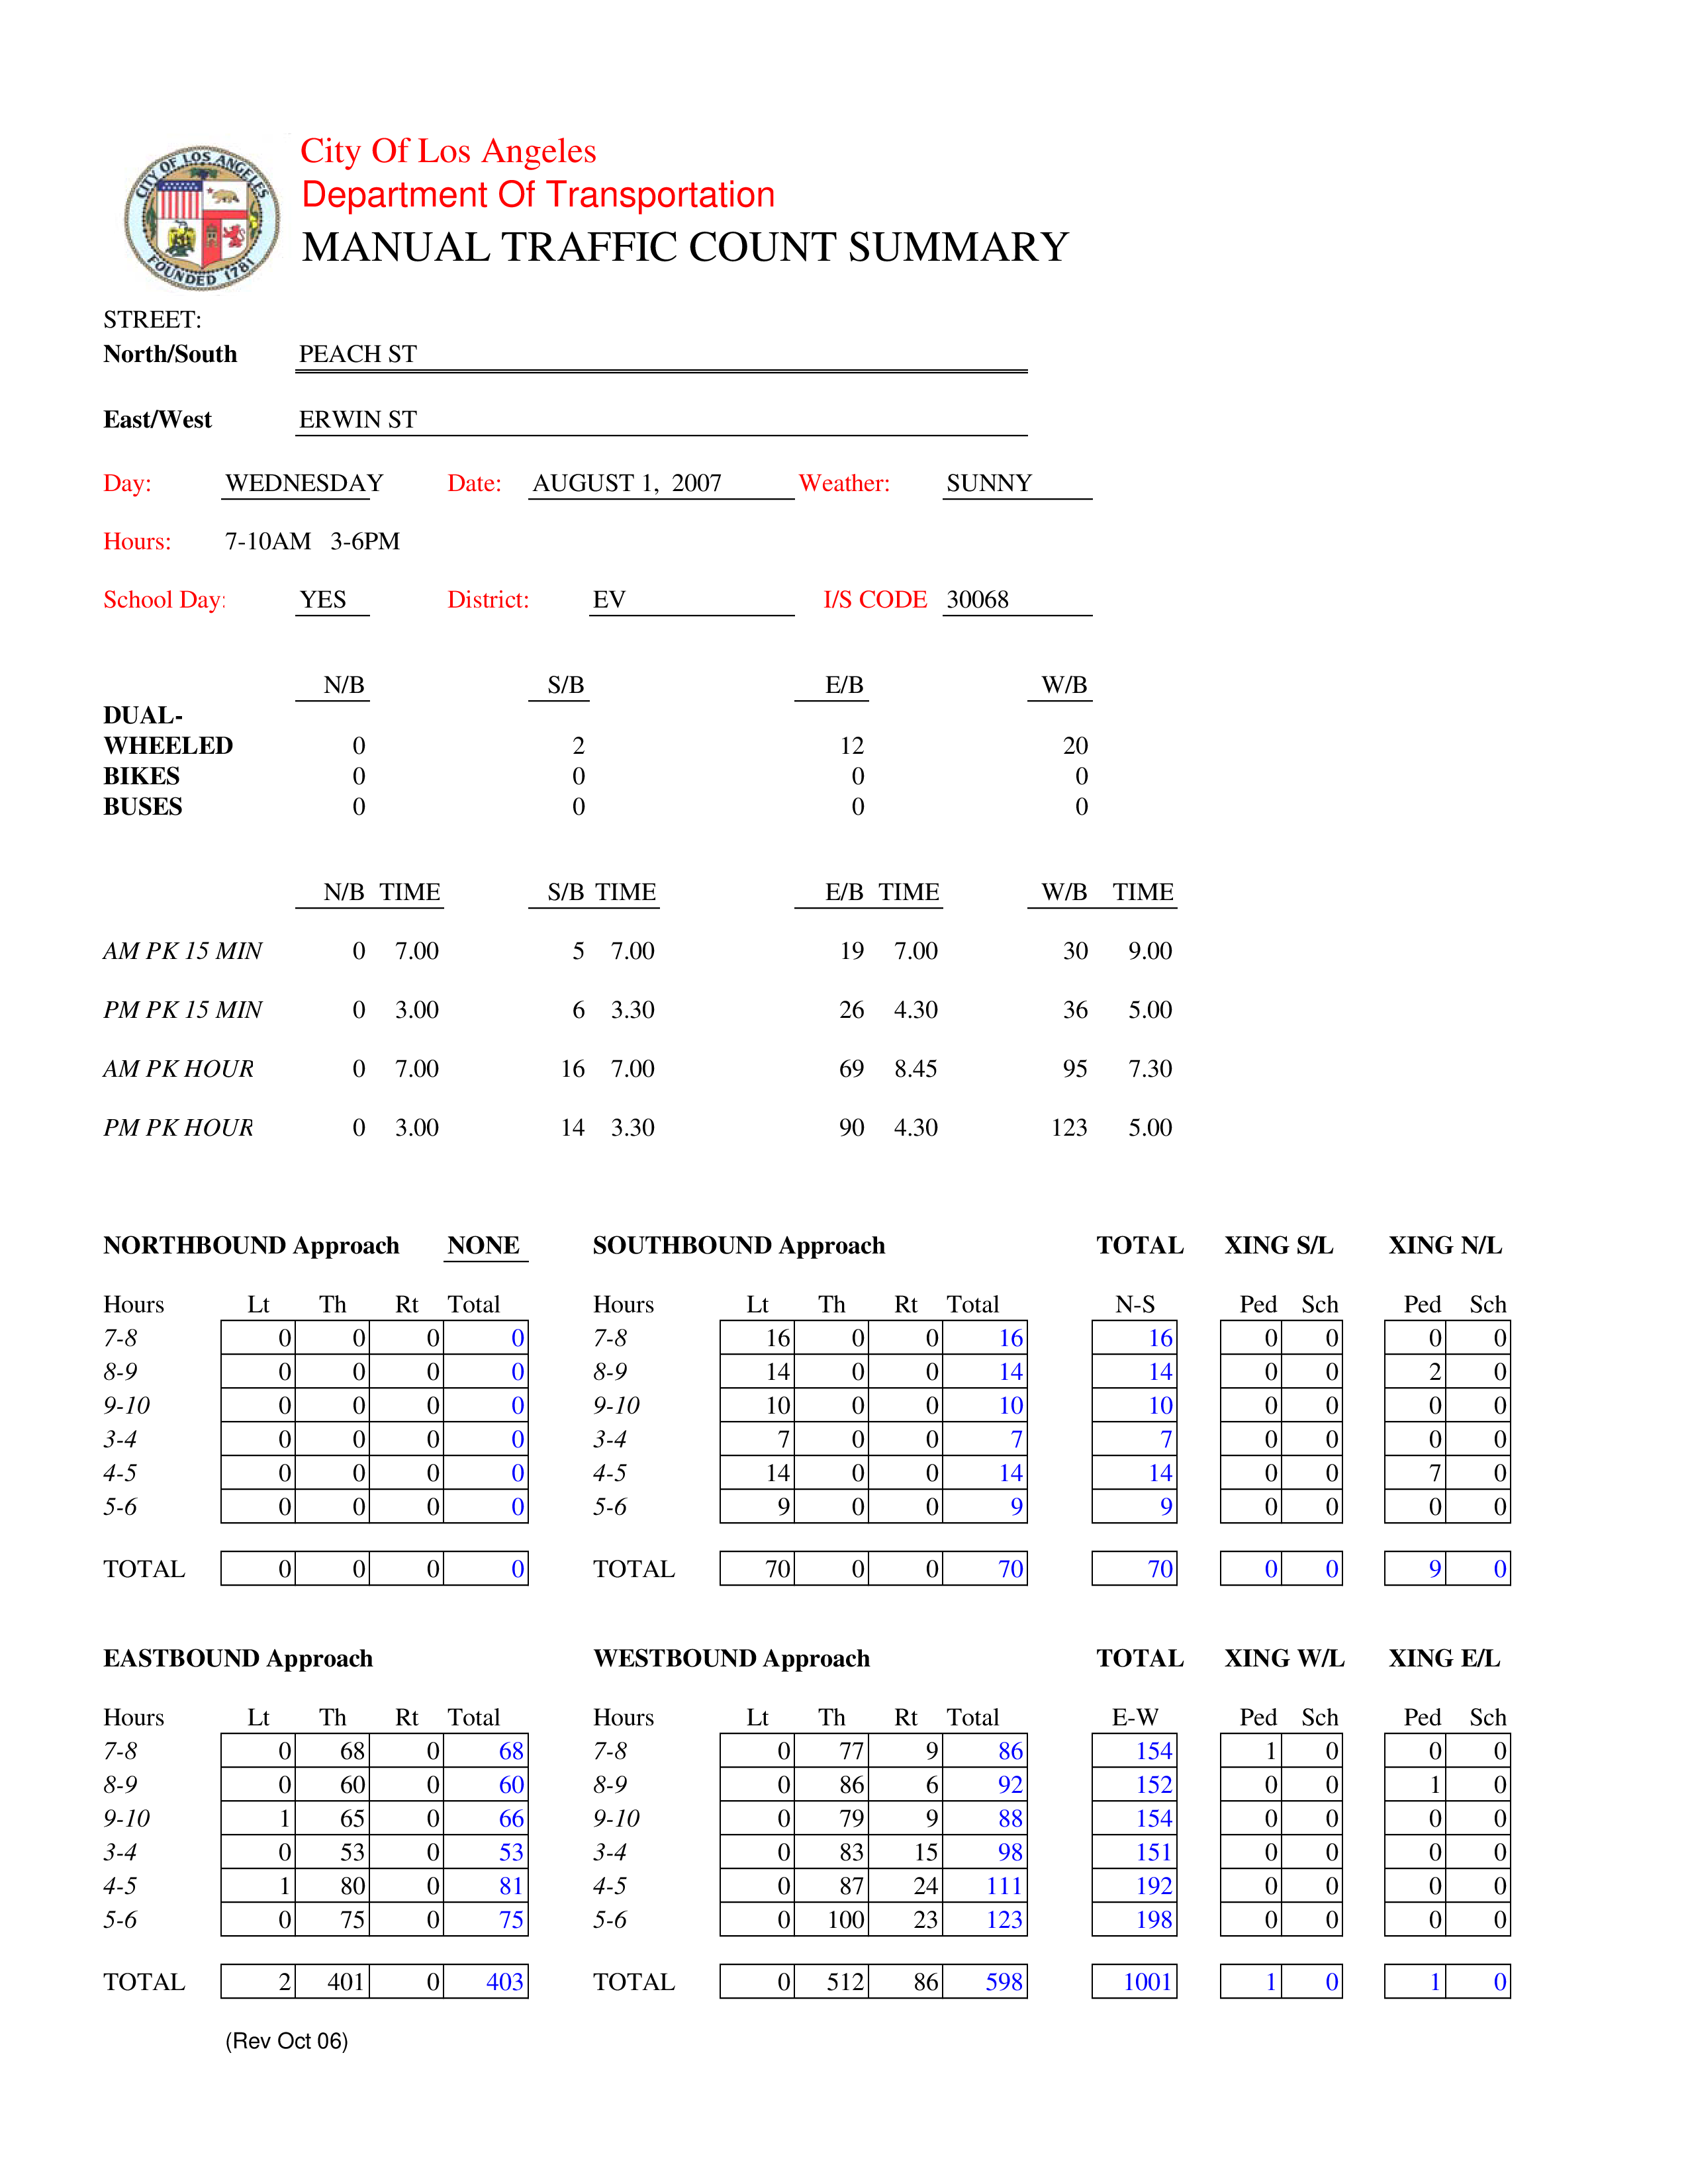 CITY OF LOS ANGELES
FOUNDED 1781
City Of Los Angeles
Department Of Transportation
MANUAL TRAFFIC COUNT SUMMARY
STREET:
North/South PEACH ST
East/West ERWIN ST
Day: WEDNESDAY Date: AUGUST 1, 2007 Weather: SUNNY
Hours: 7-10AM 3-6PM
School Day: YES District: EV I/S CODE 30068
N/B S/B E/B W/B
DUAL-
WHEELED 0 2 12 20
BIKES 0 0 0 0
BUSES 0 0 0 0
N/B TIME S/B TIME E/B TIME W/B TIME
AM PK 15 MIN 0 7.00 5 7.00 19 7.00 30 9.00
PM PK 15 MIN 0 3.00 6 3.30 26 4.30 36 5.00
AM PK HOUR 0 7.00 16 7.00 69 8.45 95 7.30
PM PK HOUR 0 3.00 14 3.30 90 4.30 123 5.00
NORTHBOUND Approach NONE SOUTHBOUND Approach TOTAL XING S/L XING N/L
Hours Lt Th Rt Total Hours Lt Th Rt Total N-S Ped Sch Ped Sch
7-8 0 0 0 0 7-8 16 0 0 16 16 0 0 0 0
8-9 0 0 0 0 8-9 14 0 0 14 14 0 0 2 0
9-10 0 0 0 0 9-10 10 0 0 10 10 0 0 0 0
3-4 0 0 0 0 3-4 7 0 0 7 7 0 0 0 0
4-5 0 0 0 0 4-5 14 0 0 14 14 0 0 7 0
5-6 0 0 0 0 5-6 9 0 0 9 9 0 0 0 0
TOTAL 0 0 0 0 TOTAL 70 0 0 70 70 0 0 9 0
EASTBOUND Approach WESTBOUND Approach TOTAL XING W/L XING E/L
Hours Lt Th Rt Total Hours Lt Th Rt Total E-W Ped Sch Ped Sch
7-8 0 68 0 68 7-8 0 77 9 86 154 1 0 0 0
8-9 0 60 0 60 8-9 0 86 6 92 152 0 0 1 0
9-10 1 65 0 66 9-10 0 79 9 88 154 0 0 0 0
3-4 0 53 0 53 3-4 0 83 15 98 151 0 0 0 0
4-5 1 80 0 81 4-5 0 87 24 111 192 0 0 0 0
5-6 0 75 0 75 5-6 0 100 23 123 198 0 0 0 0
TOTAL 2 401 0 403 TOTAL 0 512 86 598 1001 1 0 1 0
(Rev Oct 06)